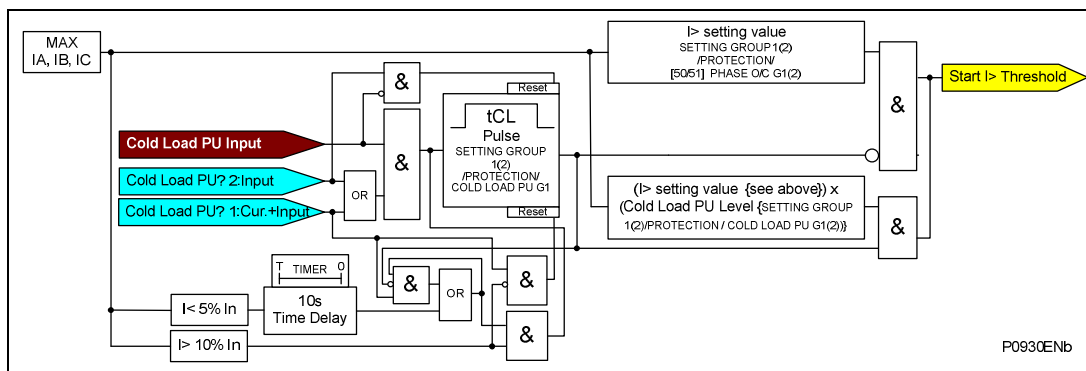 MAX
IA, IB, IC
I> setting value
SETTING GROUP 1(2)
/PROTECTION/
[50/51] PHASE O/C G1(2)
&
Start I> Threshold
&
Reset
tCL
Pulse
SETTING GROUP
1(2)
/PROTECTION/
COLD LOAD PU G1
Reset
Cold Load PU Input
&
Cold Load PU? 2:Input
OR
Cold Load PU? 1:Cur.+Input
(I> setting value {see above}) x
(Cold Load PU Level {SETTING GROUP
1(2)/PROTECTION / COLD LOAD PU G1(2))}
&
T TIMER 0
10s
Time Delay
&
OR
&
I< 5% In
&
I> 10% In
P0930ENb